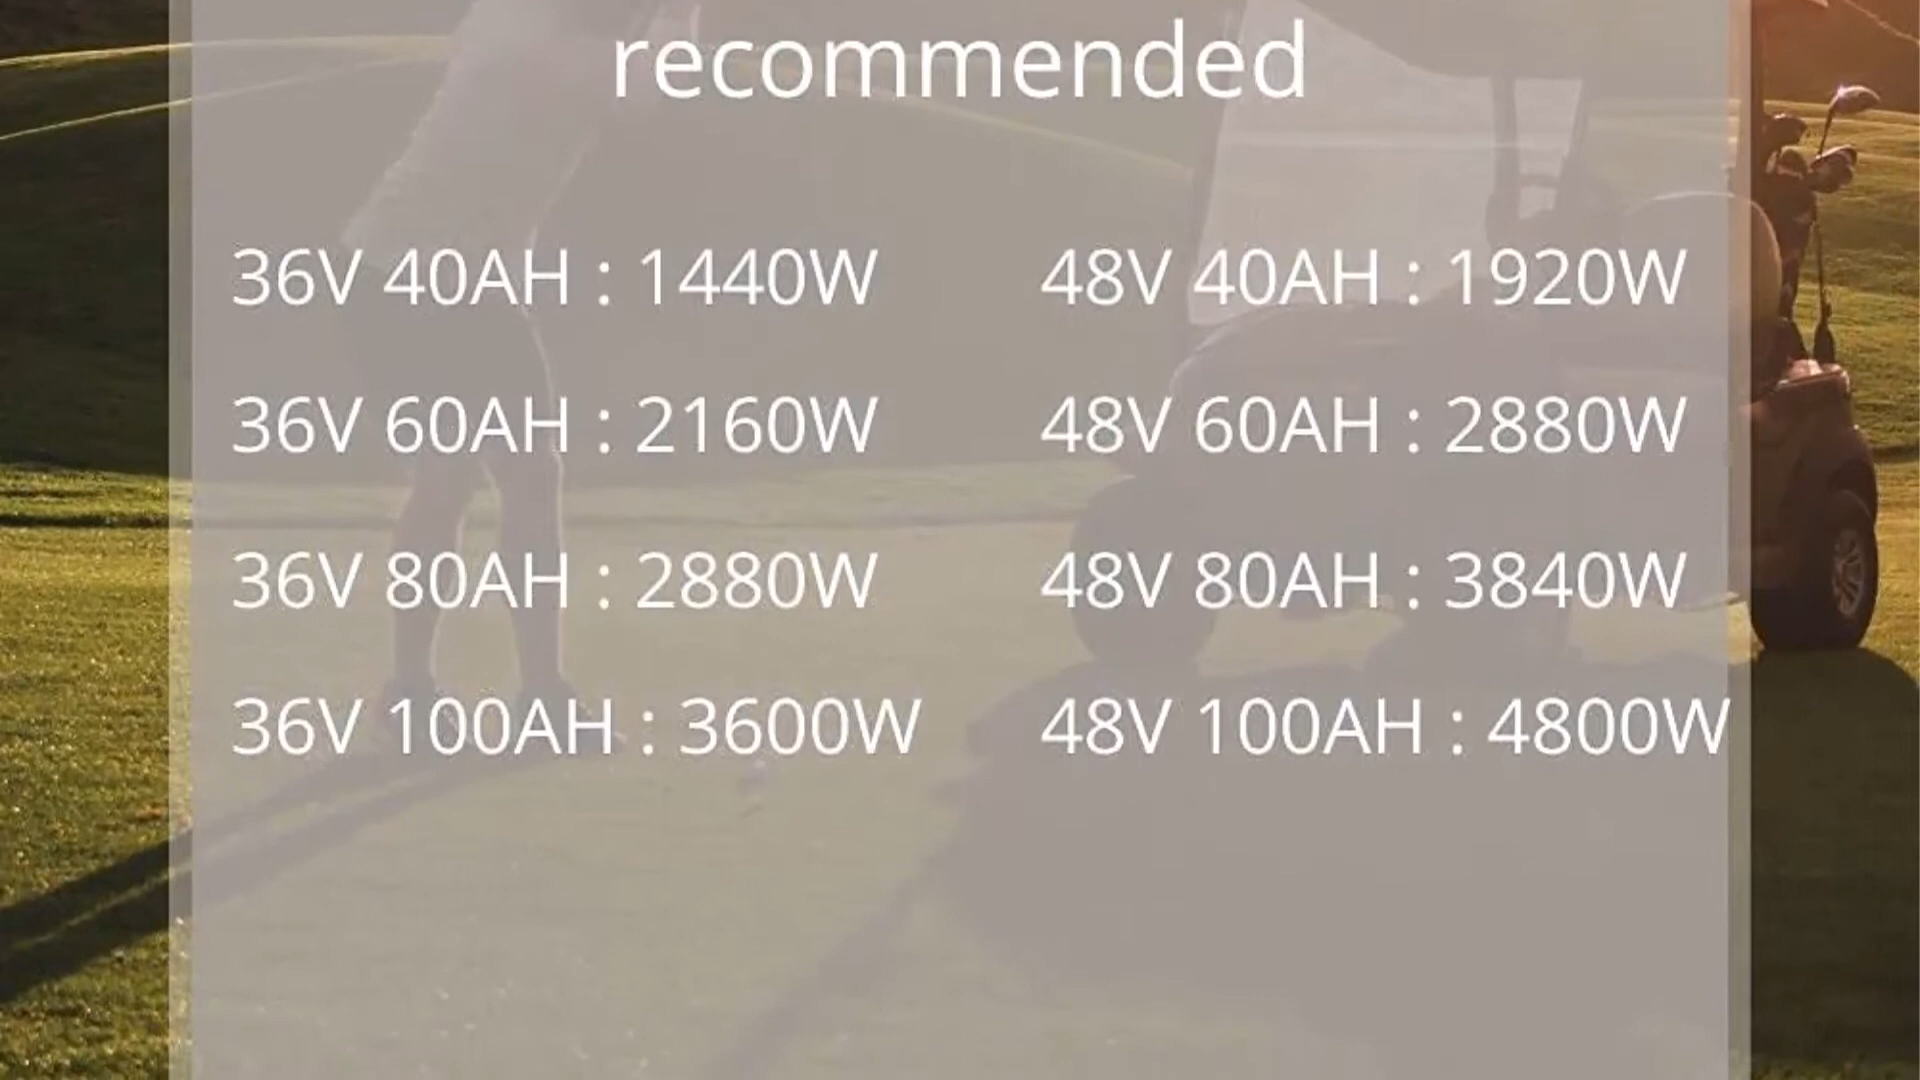 recommended
36V 40AH : 1440W 48V 40AH : 1920W
36V 60AH : 2160W 48V 60AH : 2880W
36V 80AH : 2880W 48V 80AH : 3840W
36V 100AH : 3600W 48V 100AH : 4800W